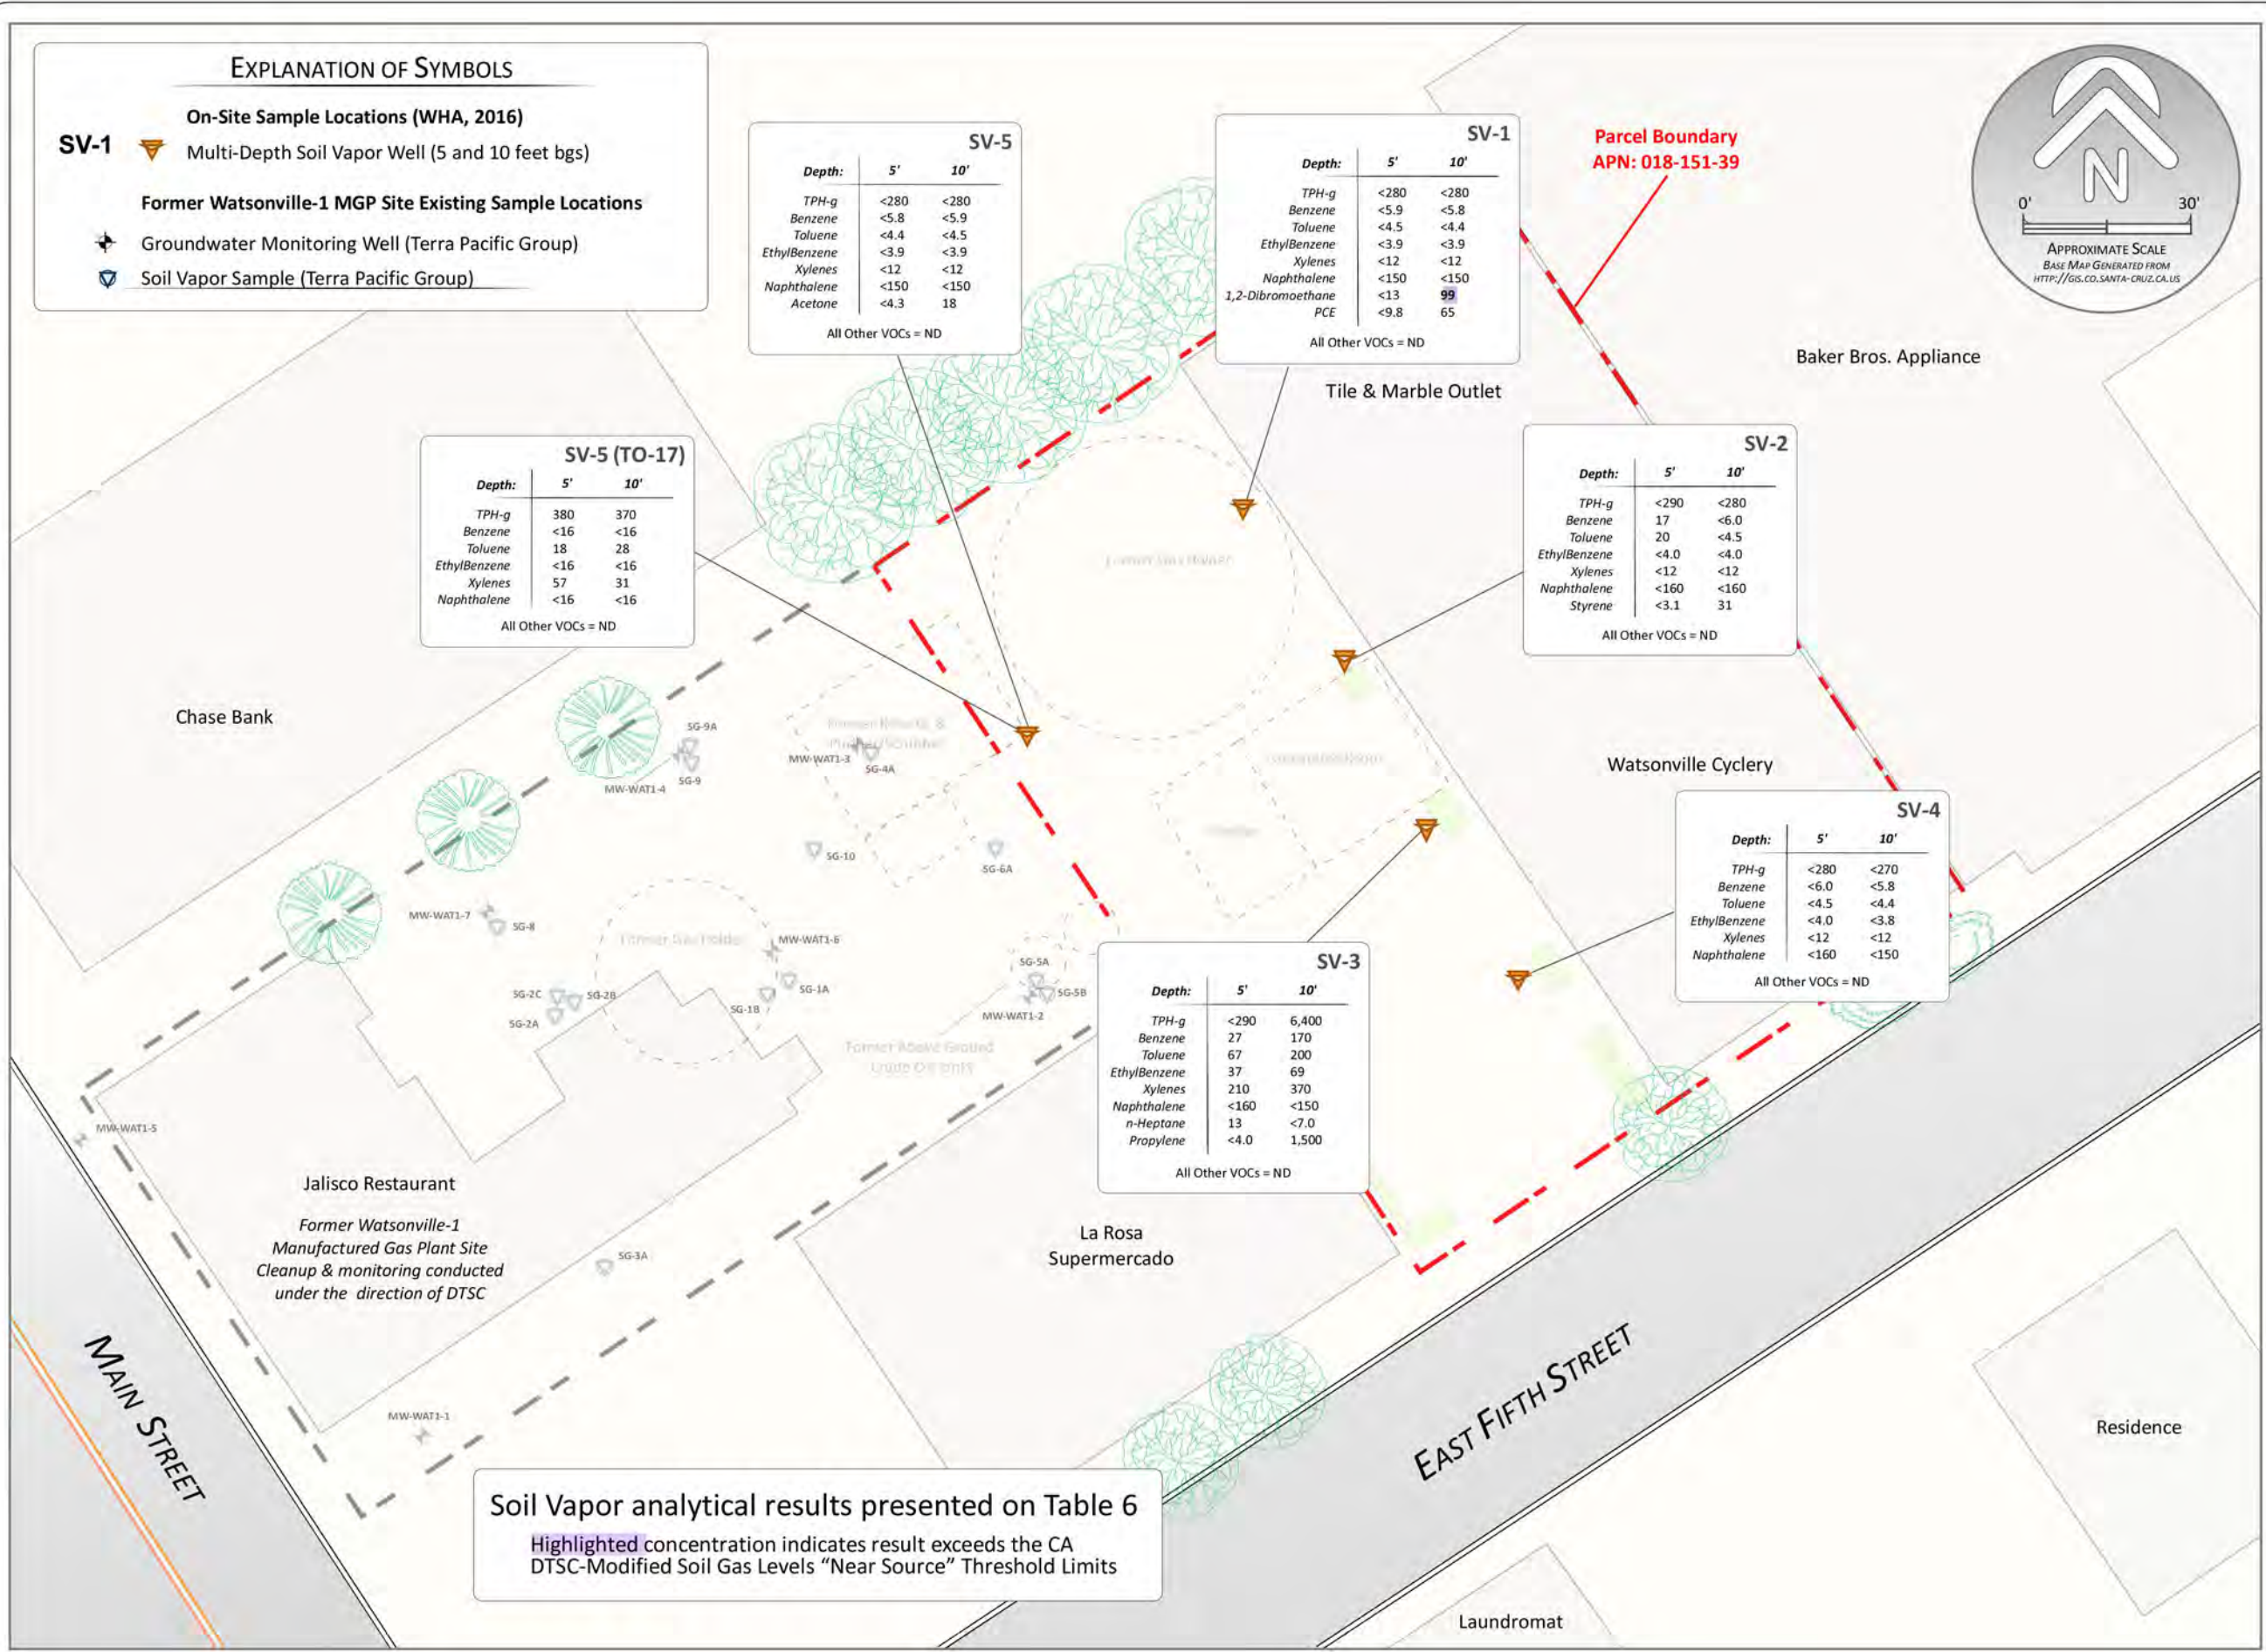 EXPLANATION OF SYMBOLS
On-Site Sample Locations (WHA, 2016)
SV-1
Multi-Depth Soil Vapor Well (5 and 10 feet bgs)
Former Watsonville-1 MGP Site Existing Sample Locations
Groundwater Monitoring Well (Terra Pacific Group)
Soil Vapor Sample (Terra Pacific Group)
SV-5
Depth: 5' 10'
TPH-g <280 <280
Benzene <5.8 <5.9
Toluene <4.4 <4.5
EthylBenzene <3.9 <3.9
Xylenes <12 <12
Naphthalene <150 <150
Acetone <4.3 18
All Other VOCs = ND
SV-1
Depth: 5' 10'
TPH-g <280 <280
Benzene <5.9 <5.8
Toluene <4.5 <4.4
EthylBenzene <3.9 <3.9
Xylenes <12 <12
Naphthalene <150 <150
1,2-Dibromoethane <13 99
PCE <9.8 65
All Other VOCs = ND
Parcel Boundary
APN: 018-151-39
N
0' 30'
APPROXIMATE SCALE
BASE MAP GENERATED FROM
HTTP://GIS.CO.SANTA-CRUZ.CA.US
Baker Bros. Appliance
Tile & Marble Outlet
SV-5 (TO-17)
Depth: 5' 10'
TPH-g 380 370
Benzene <16 <16
Toluene 18 28
EthylBenzene <16 <16
Xylenes 57 31
Naphthalene <16 <16
All Other VOCs = ND
SV-2
Depth: 5' 10'
TPH-g <290 <280
Benzene 17 <6.0
Toluene 20 <4.5
EthylBenzene <4.0 <4.0
Xylenes <12 <12
Naphthalene <160 <160
Styrene <3.1 31
All Other VOCs = ND
Former Gas Holder
Chase Bank
SG-9A
Former Retorts &
MW-WAT1-3
SG-4A
MW-WAT1-4
SG-9
Watsonville Cyclery
SV-4
Depth: 5' 10'
TPH-g <280 <270
Benzene <6.0 <5.8
Toluene <4.5 <4.4
EthylBenzene <4.0 <3.8
Xylenes <12 <12
Naphthalene <160 <150
All Other VOCs = ND
SG-10
SG-6A
MW-WAT1-7
SG-8
Former Gas Holder
MW-WAT1-6
SG-5A
SG-2C
SG-2B
SG-1A
SG-5B
SG-1B
SG-2A
MW-WAT1-2
Former Above Ground
Crude Oil
SV-3
Depth: 5' 10'
TPH-g <290 6,400
Benzene 27 170
Toluene 67 200
EthylBenzene 37 69
Xylenes 210 370
Naphthalene <160 <150
n-Heptane 13 <7.0
Propylene <4.0 1,500
All Other VOCs = ND
MW-WAT1-5
Jalisco Restaurant
Former Watsonville-1
Manufactured Gas Plant Site
Cleanup & monitoring conducted
under the direction of DTSC
SG-3A
La Rosa
Supermercado
MAIN STREET
MW-WAT1-1
EAST FIFTH STREET
Residence
Soil Vapor analytical results presented on Table 6
Highlighted concentration indicates result exceeds the CA
DTSC-Modified Soil Gas Levels “Near Source” Threshold Limits
Laundromat